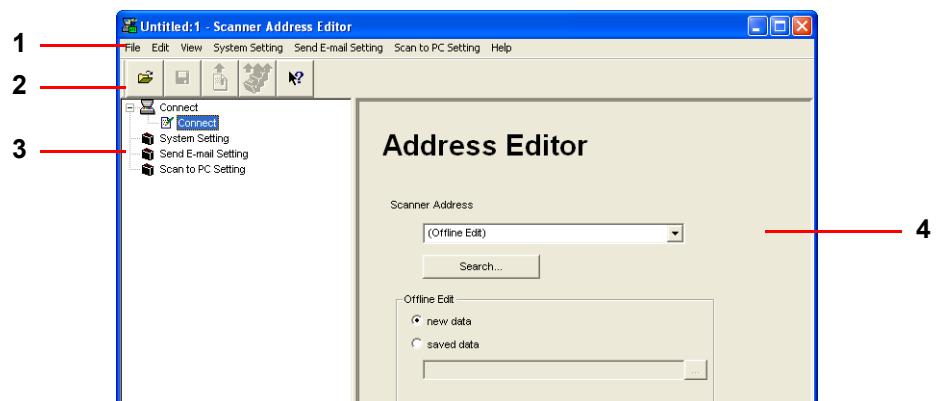 Untitled:1 - Scanner Address Editor
1
File Edit View System Setting Send E-mail Setting Scan to PC Setting Help
2
Connect
Connect
System Setting
3
Send E-mail Setting
Scan to PC Setting
Address Editor
Scanner Address
(Offline Edit)
4
Search...
Offline Edit
new data
saved data
...